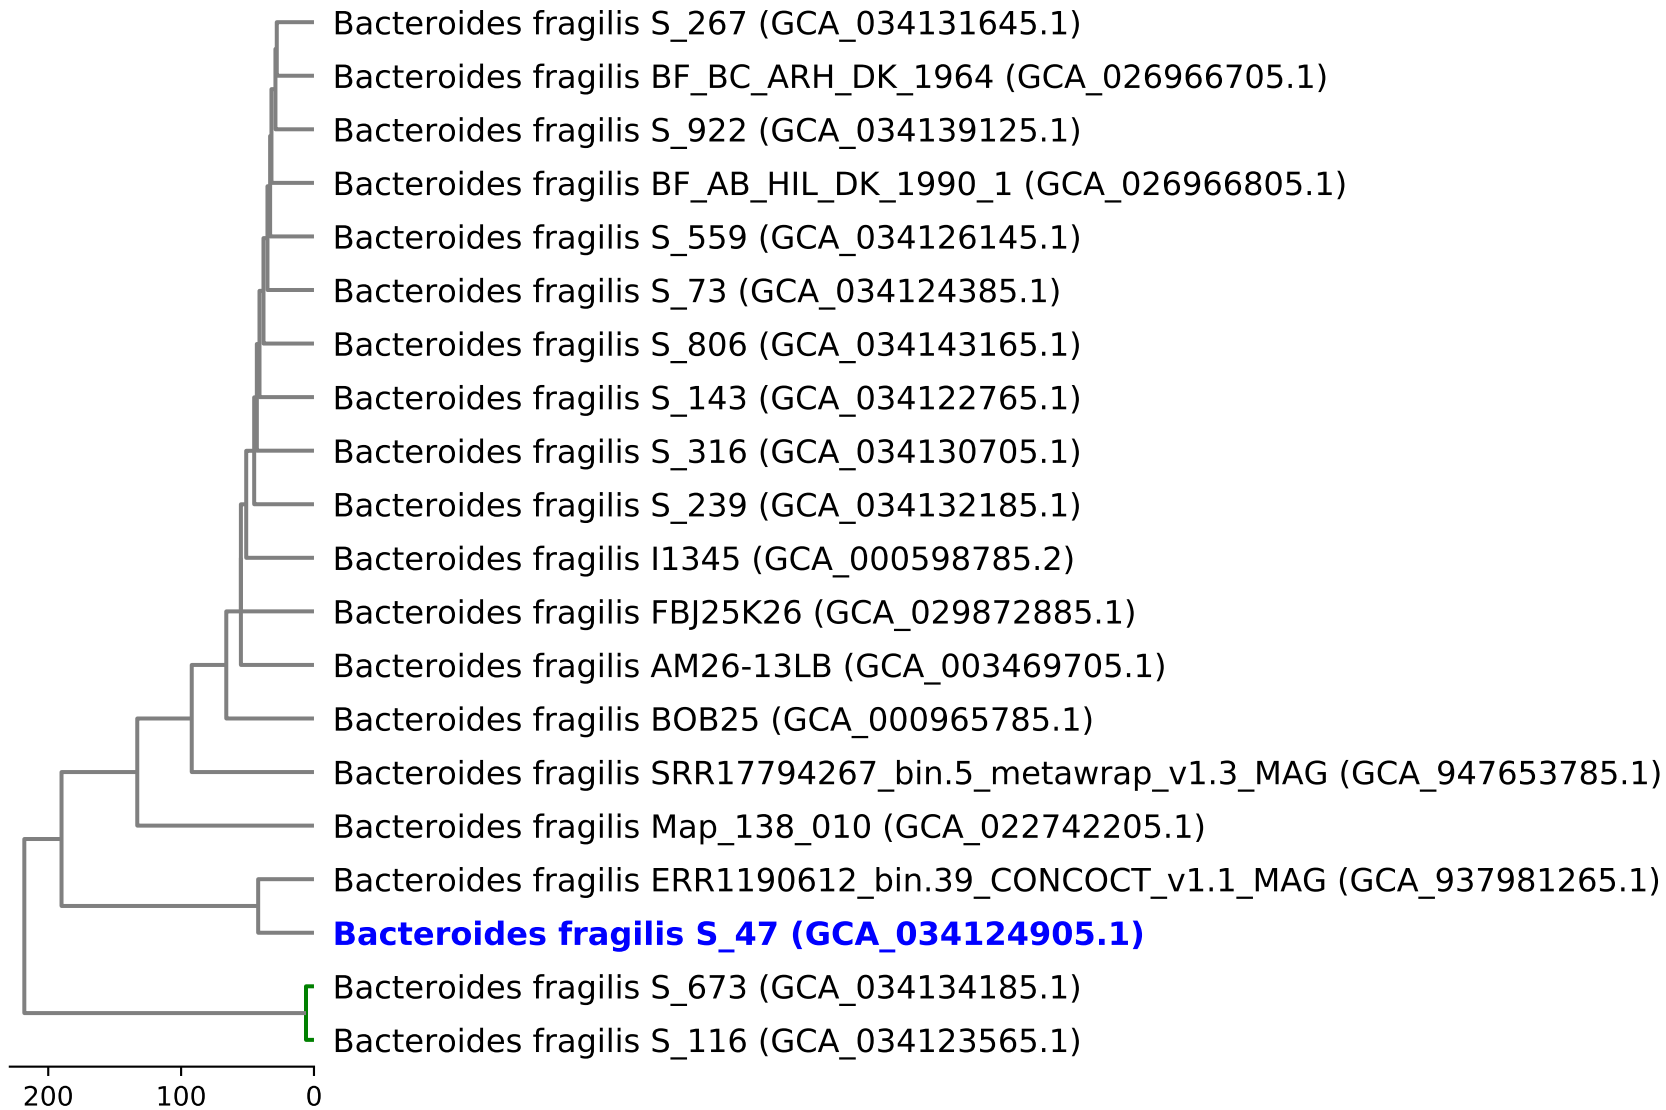 Bacteroides fragilis S_267 (GCA_034131645.1)
Bacteroides fragilis BF_BC_ARH_DK_1964 (GCA_026966705.1)
Bacteroides fragilis S_922 (GCA_034139125.1)
Bacteroides fragilis BF_AB_HIL_DK_1990_1 (GCA_026966805.1)
Bacteroides fragilis S_559 (GCA_034126145.1)
Bacteroides fragilis S_73 (GCA_034124385.1)
Bacteroides fragilis S_806 (GCA_034143165.1)
Bacteroides fragilis S_143 (GCA_034122765.1)
Bacteroides fragilis S_316 (GCA_034130705.1)
Bacteroides fragilis S_239 (GCA_034132185.1)
Bacteroides fragilis I1345 (GCA_000598785.2)
Bacteroides fragilis FBJ25K26 (GCA_029872885.1)
Bacteroides fragilis AM26-13LB (GCA_003469705.1)
Bacteroides fragilis BOB25 (GCA_000965785.1)
Bacteroides fragilis SRR17794267_bin.5_metawrap_v1.3_MAG (GCA_947653785.1)
Bacteroides fragilis Map_138_010 (GCA_022742205.1)
Bacteroides fragilis ERR1190612_bin.39_CONCOCT_v1.1_MAG (GCA_937981265.1)
Bacteroides fragilis S_47 (GCA_034124905.1)
Bacteroides fragilis S_673 (GCA_034134185.1)
Bacteroides fragilis S_116 (GCA_034123565.1)
200 100 0